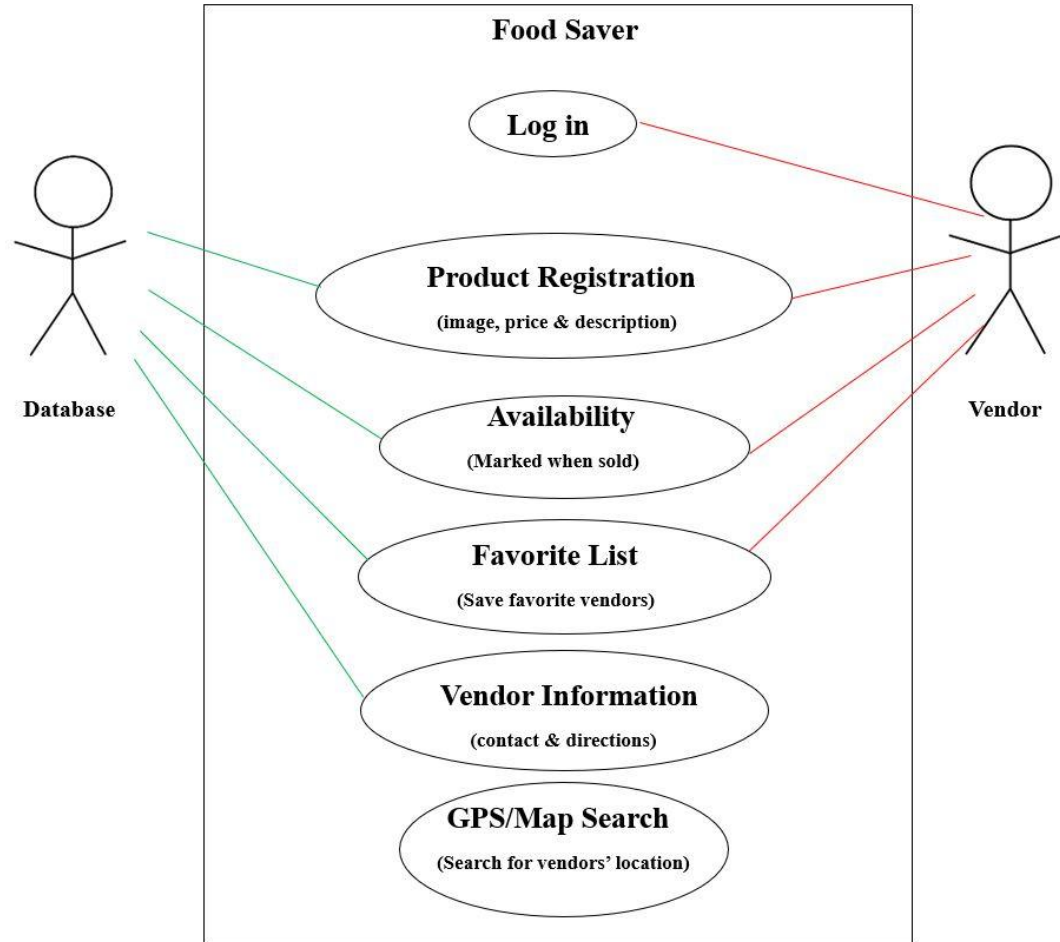 Food Saver
Log in
Product Registration
(image, price & description)
Database
Vendor
Availability
(Marked when sold)
Favorite List
(Save favorite vendors)
Vendor Information
(contact & directions)
GPS/Map Search
(Search for vendors’ location)